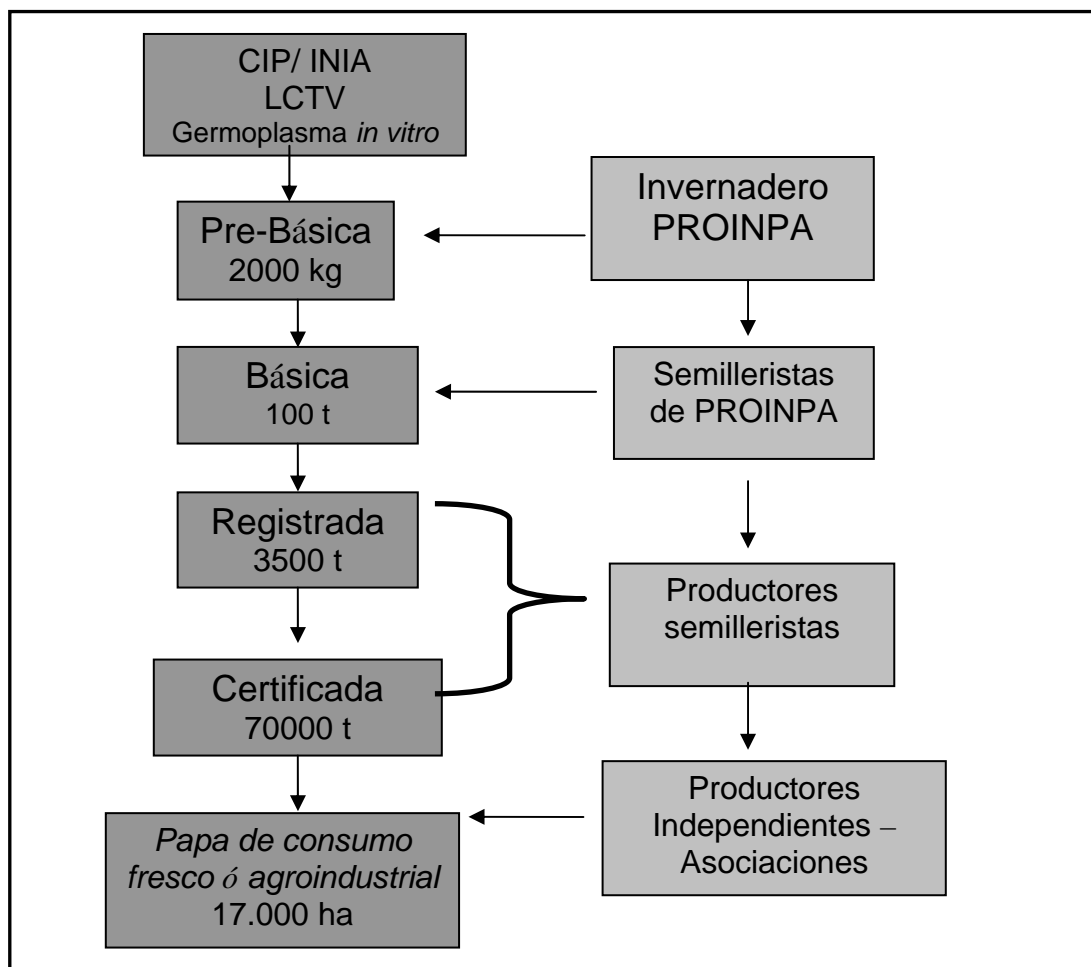 CIP/ INIA
LCTV
Germoplasma in vitro
Invernadero
PROINPA
Pre-Básica
2000 kg
Básica
100 t
Semilleristas
de PROINPA
Registrada
3500 t
Productores
semilleristas
Certificada
70000 t
Productores
Independientes –
Asociaciones
Papa de consumo
fresco ó agroindustrial
17.000 ha